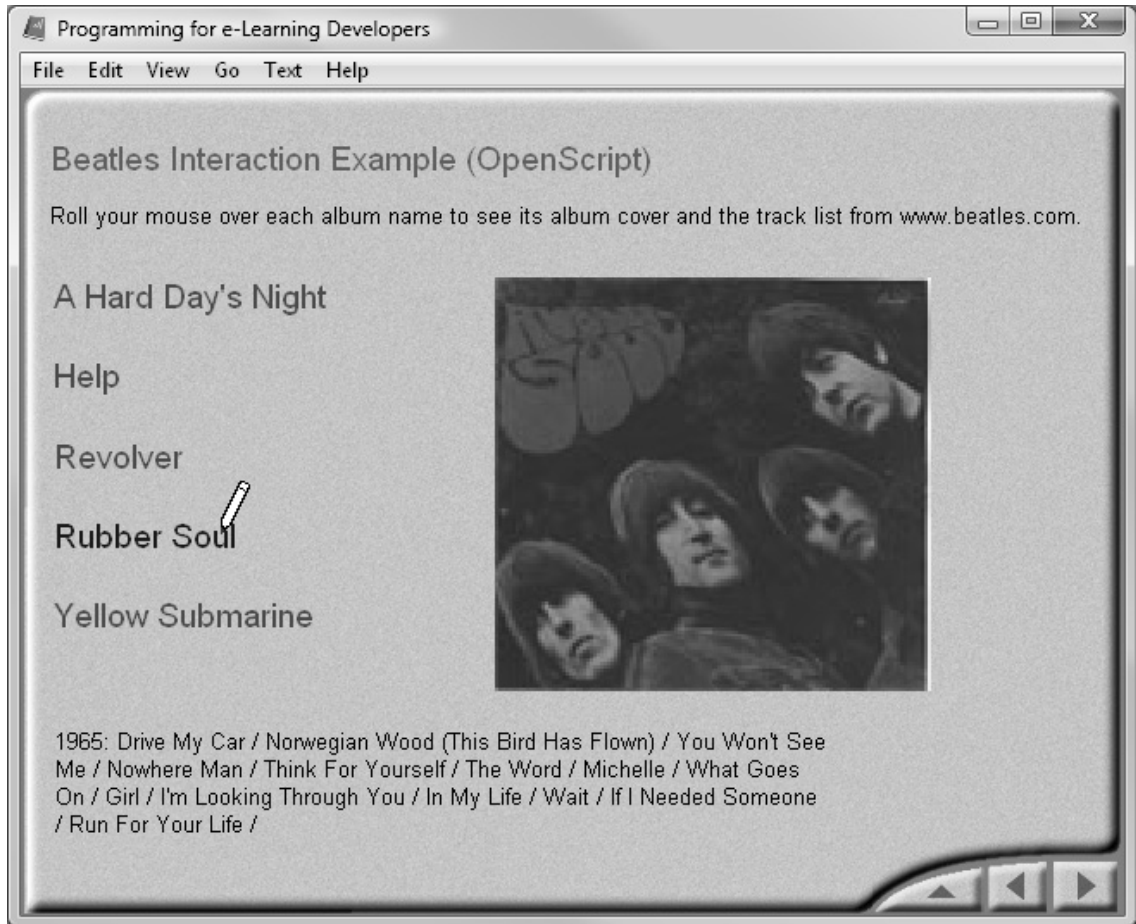 Programming for e-Learning Developers
File Edit View Go Text Help
Beatles Interaction Example (OpenScript)
Roll your mouse over each album name to see its album cover and the track list from www.beatles.com.
A Hard Day's Night
Help
Revolver
Rubber Soul
Yellow Submarine
1965: Drive My Car / Norwegian Wood (This Bird Has Flown) / You Won't See
Me / Nowhere Man / Think For Yourself / The Word / Michelle / What Goes
On / Girl / I'm Looking Through You / In My Life / Wait / If I Needed Someone
/ Run For Your Life /